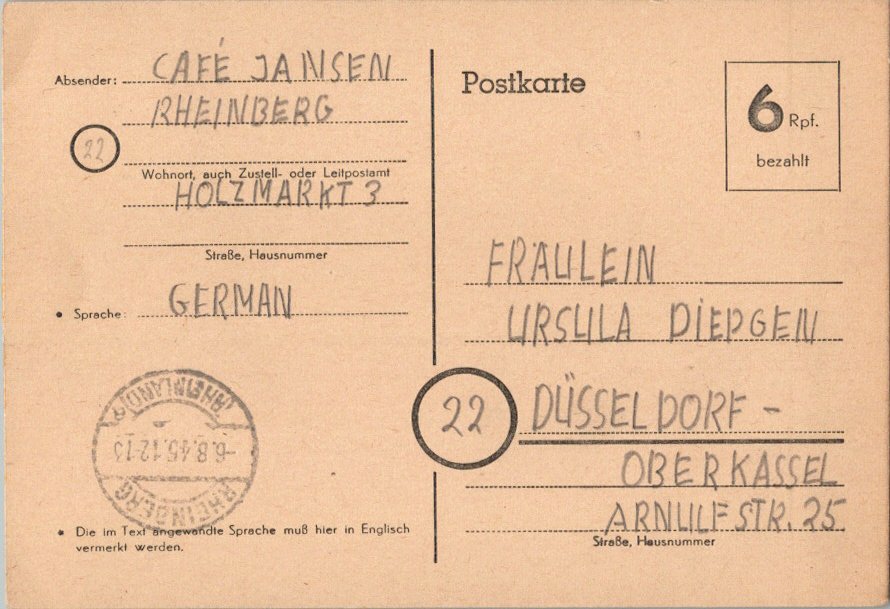 Absender: CAFÉ JANSEN
RHEINBERG
22
Wohnort, auch Zustell- oder Leitpostamt
HOLZMARKT 3
Straße, Hausnummer
• Sprache: GERMAN
RHEINBERG
(RHEINLAND)
-6.8.45.12-13
* Die im Text angewandte Sprache muß hier in Englisch
vermerkt werden.
Postkarte
6 Rpf.
bezahlt
FRÄULEIN
URSULA DIEPGEN
22 DÜSSELDORF -
OBERKASSEL
ARNULFSTR. 25.
Straße, Hausnummer